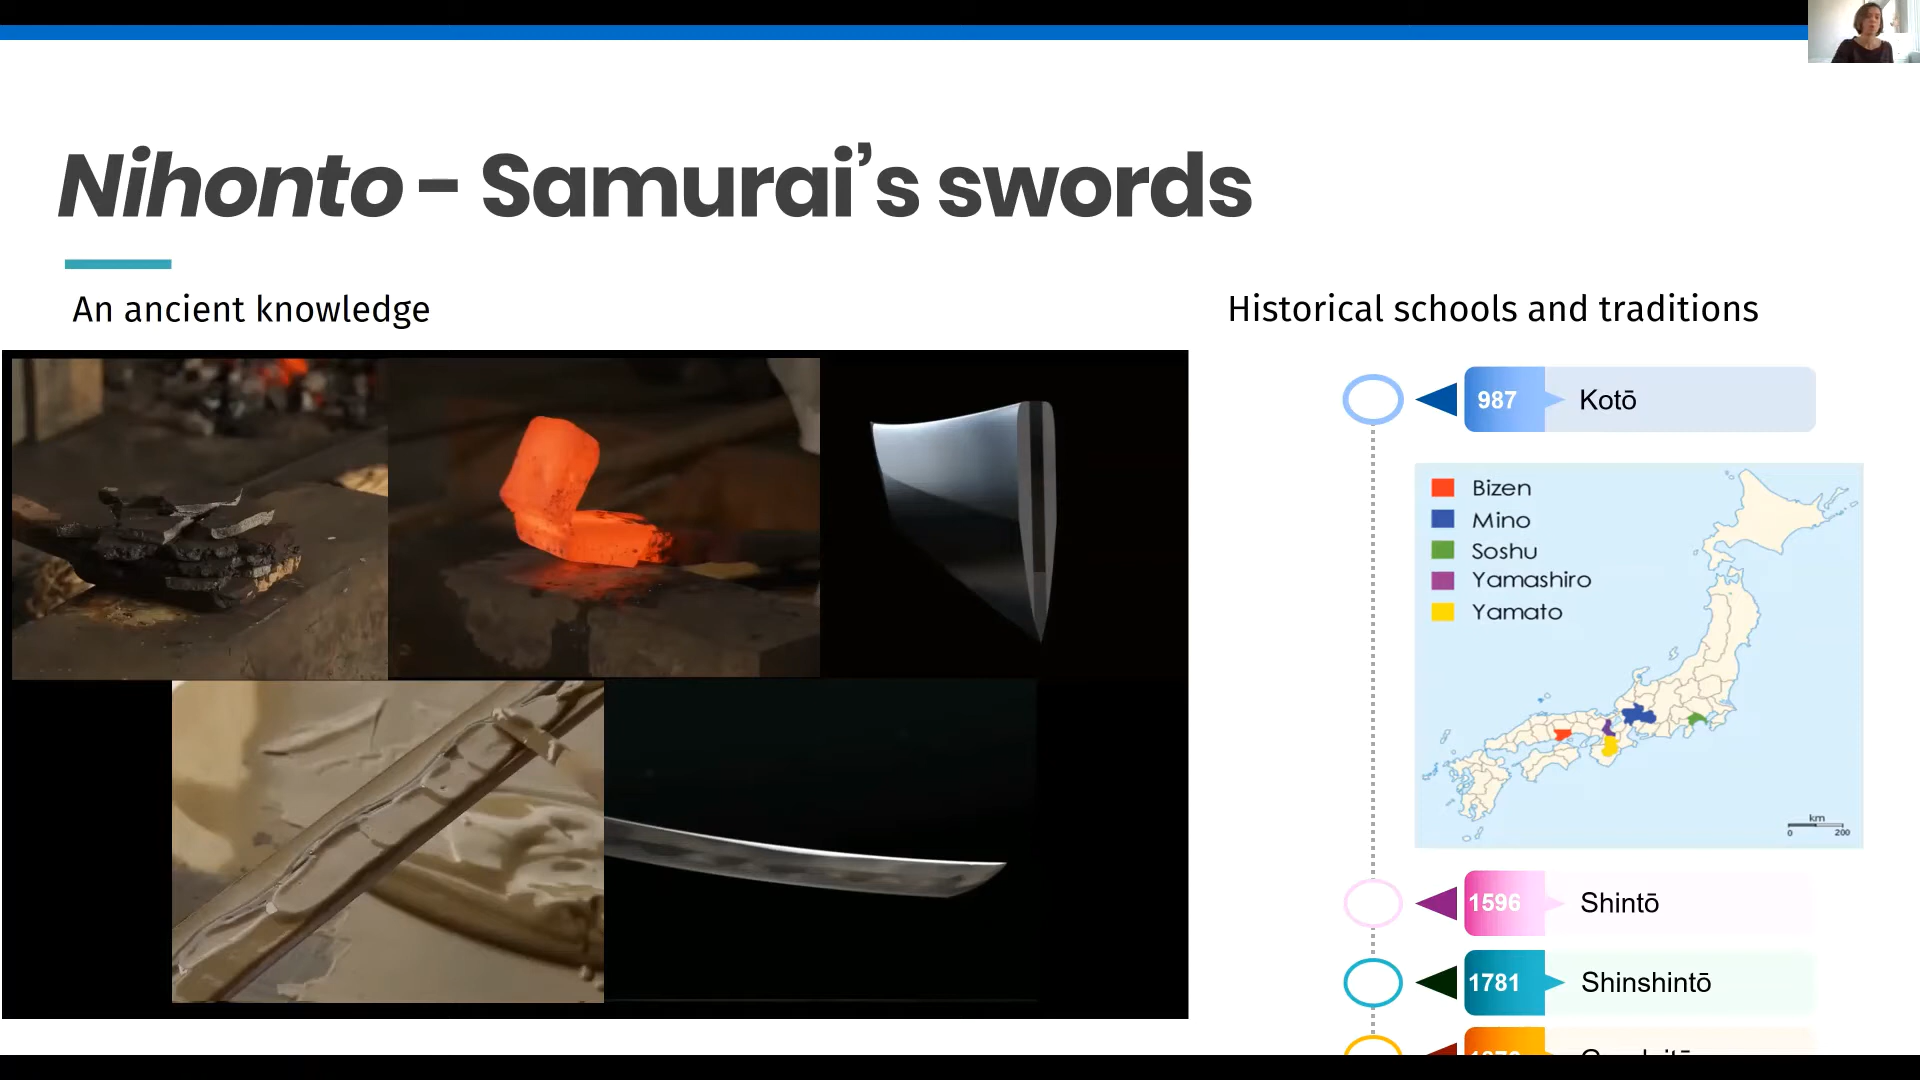 Nihonto - Samurai’s swords
An ancient knowledge
Historical schools and traditions
987 Kotō
Bizen
Mino
Soshu
Yamashiro
Yamato
km
0 200
1596 Shintō
1781 Shinshintō